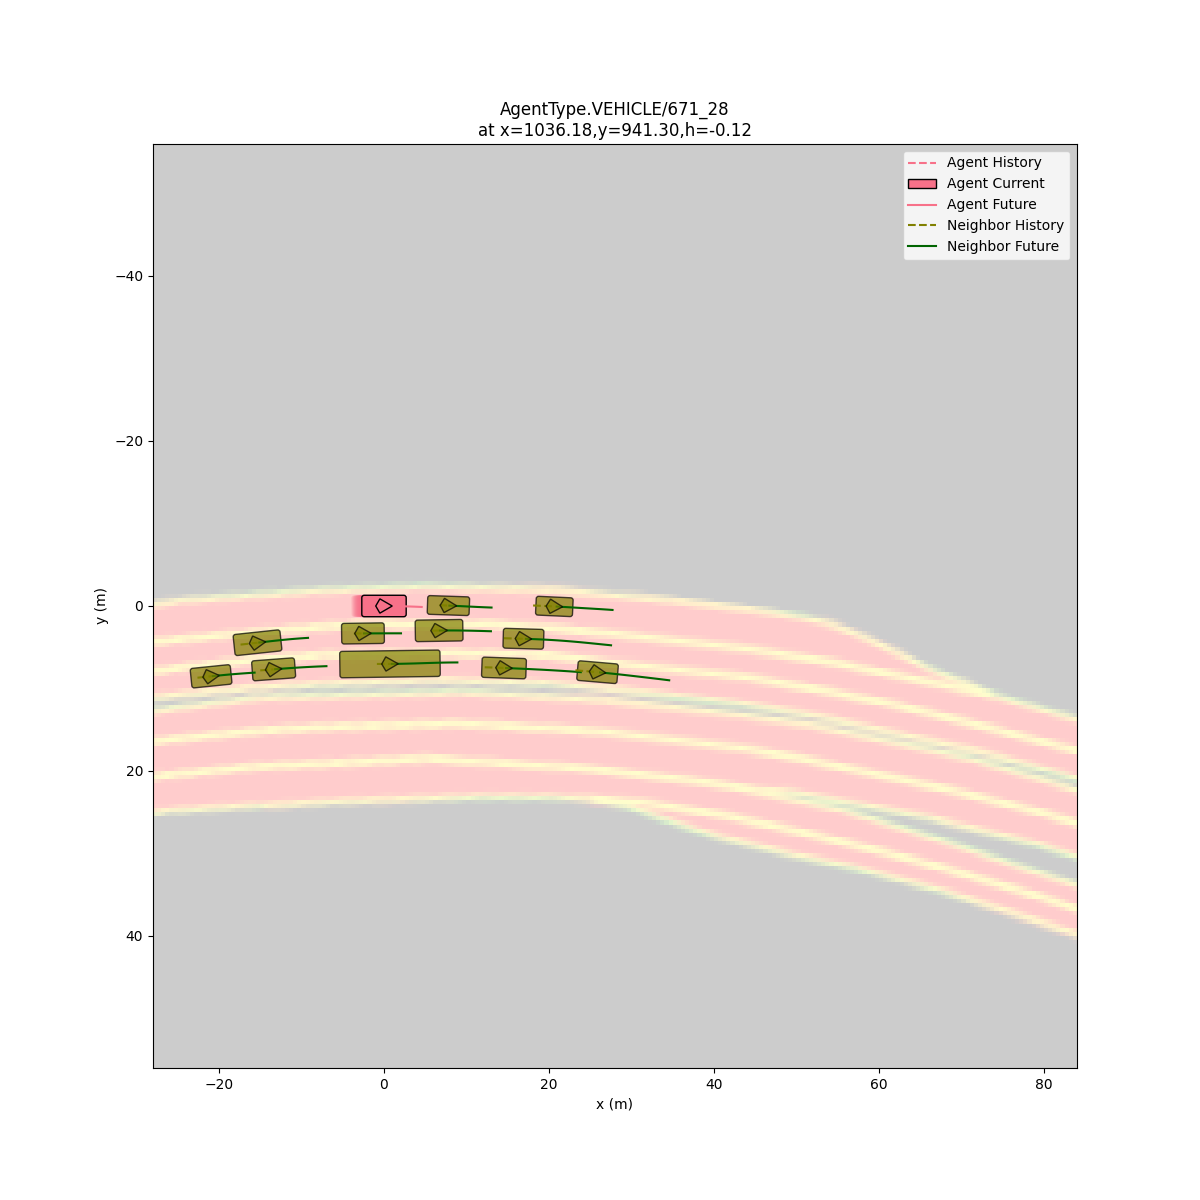 AgentType.VEHICLE/671_28
at x=1036.18,y=941.30,h=-0.12
Agent History
Agent Current
Agent Future
Neighbor History
Neighbor Future
−40
−20
0
20
40
y (m)
−20
0
20
40
60
80
x (m)